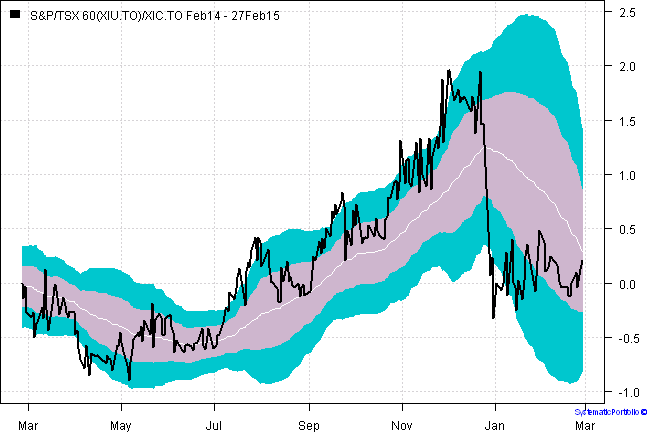 S&P/TSX 60(XIU.TO)/XIC.TO Feb14 - 27Feb15
2.5
2.0
1.5
1.0
0.5
0.0
-0.5
-1.0
SystematicPortfolio ©
Mar May Jul Sep Nov Jan Mar